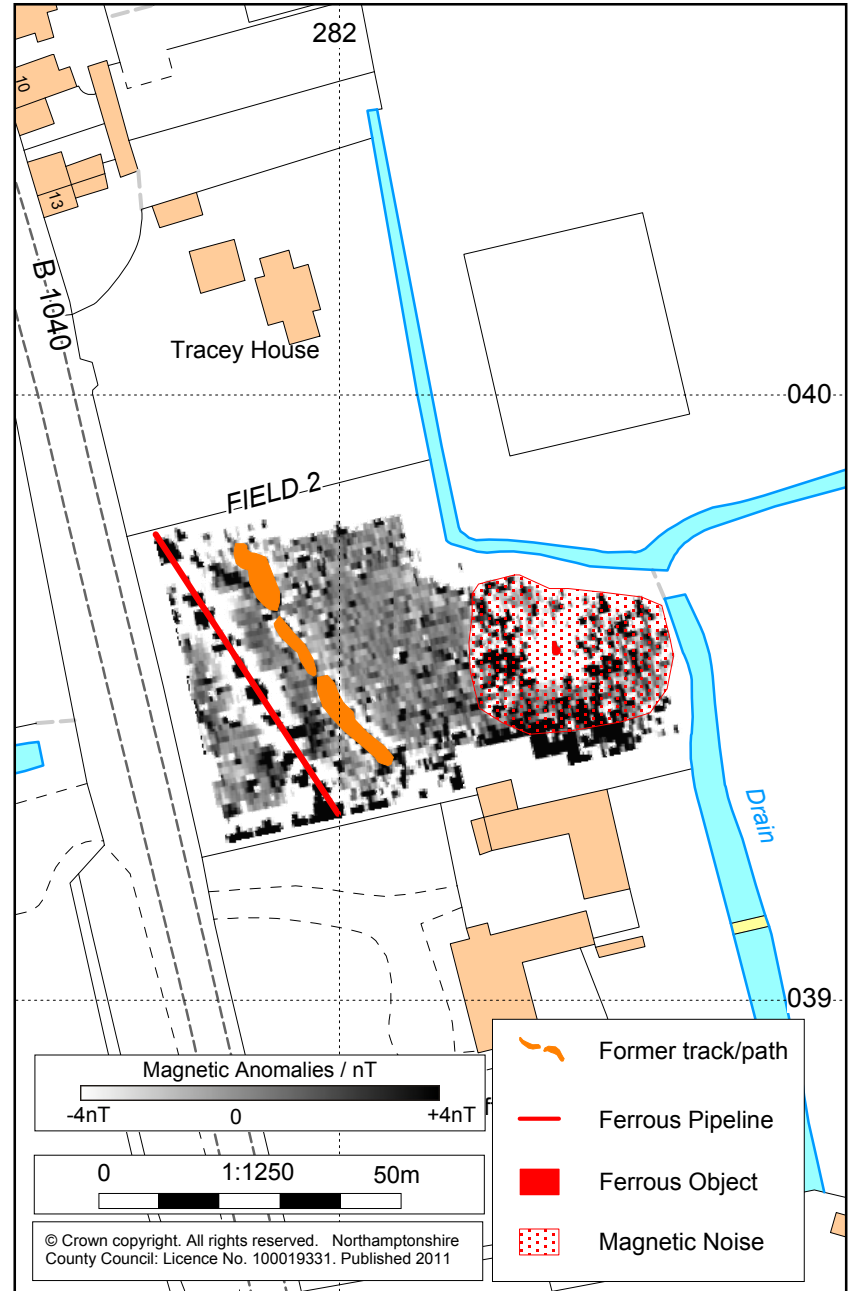 282
10
13
B 1040
Tracey House
040
FIELD 2
Drain
039
Magnetic Anomalies / nT
-4nT 0 +4nT
0 1:1250 50m
© Crown copyright. All rights reserved. Northamptonshire
County Council: Licence No. 100019331. Published 2011
Former track/path
Ferrous Pipeline
Ferrous Object
Magnetic Noise